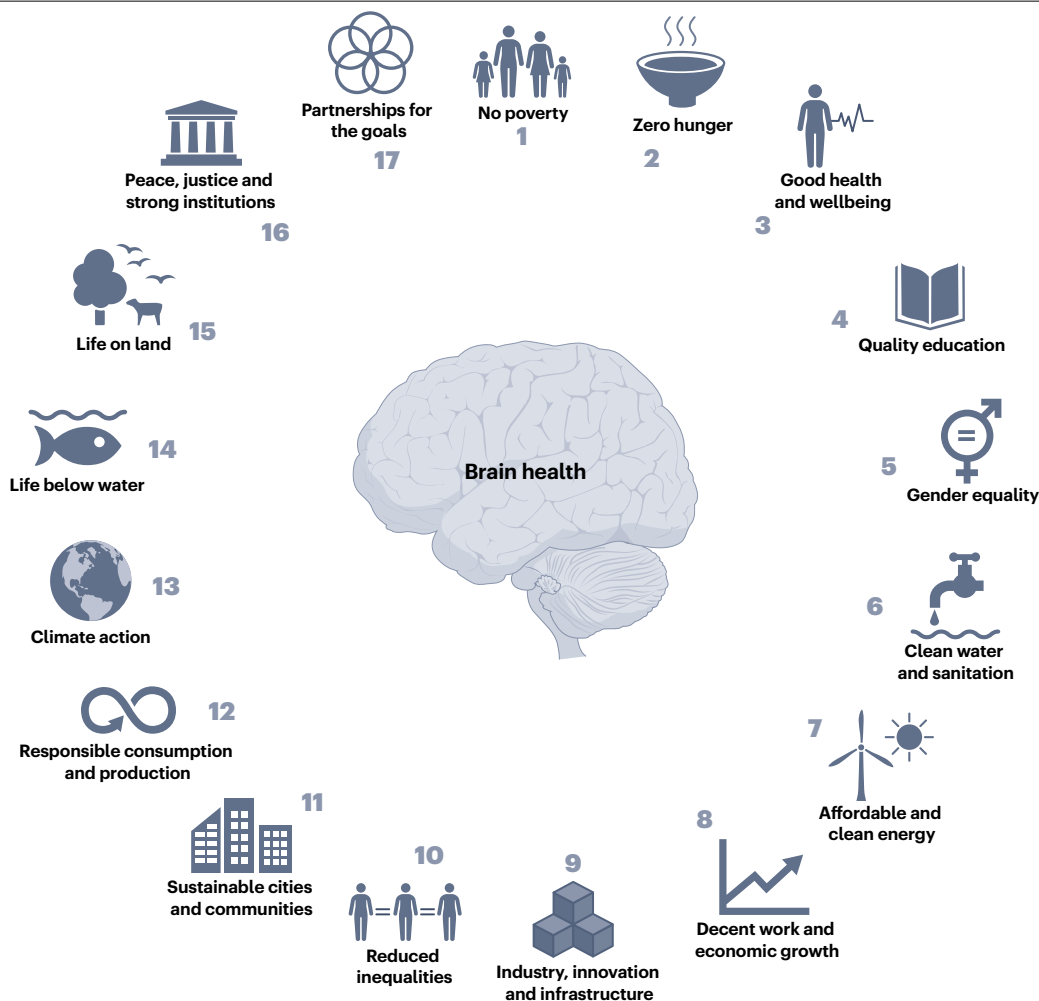 No poverty
1
Zero hunger
2
Good health
and wellbeing
3
4
Quality education
5
Gender equality
6
Clean water
and sanitation
7
Affordable and
clean energy
8
Decent work and
economic growth
9
Industry, innovation
and infrastructure
10
Reduced
inequalities
11
Sustainable cities
and communities
12
Responsible consumption
and production
13
Climate action
14
Life below water
15
Life on land
Peace, justice and
strong institutions
16
Partnerships for
the goals
17
Brain health